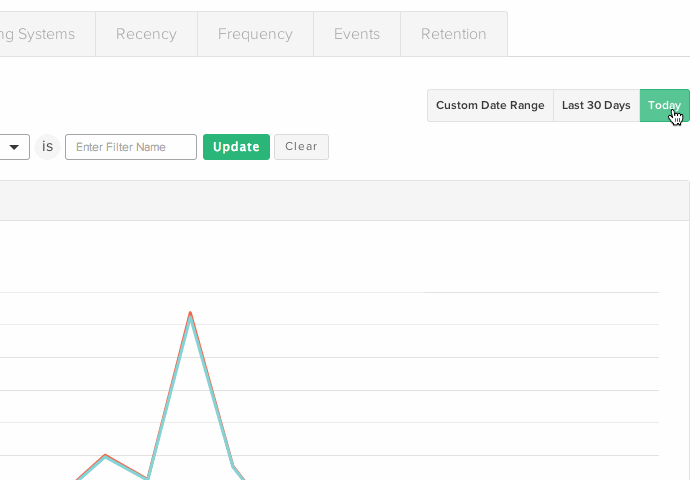 ng Systems Recency Frequency Events Retention
Custom Date Range Last 30 Days Today
is Enter Filter Name Update Clear